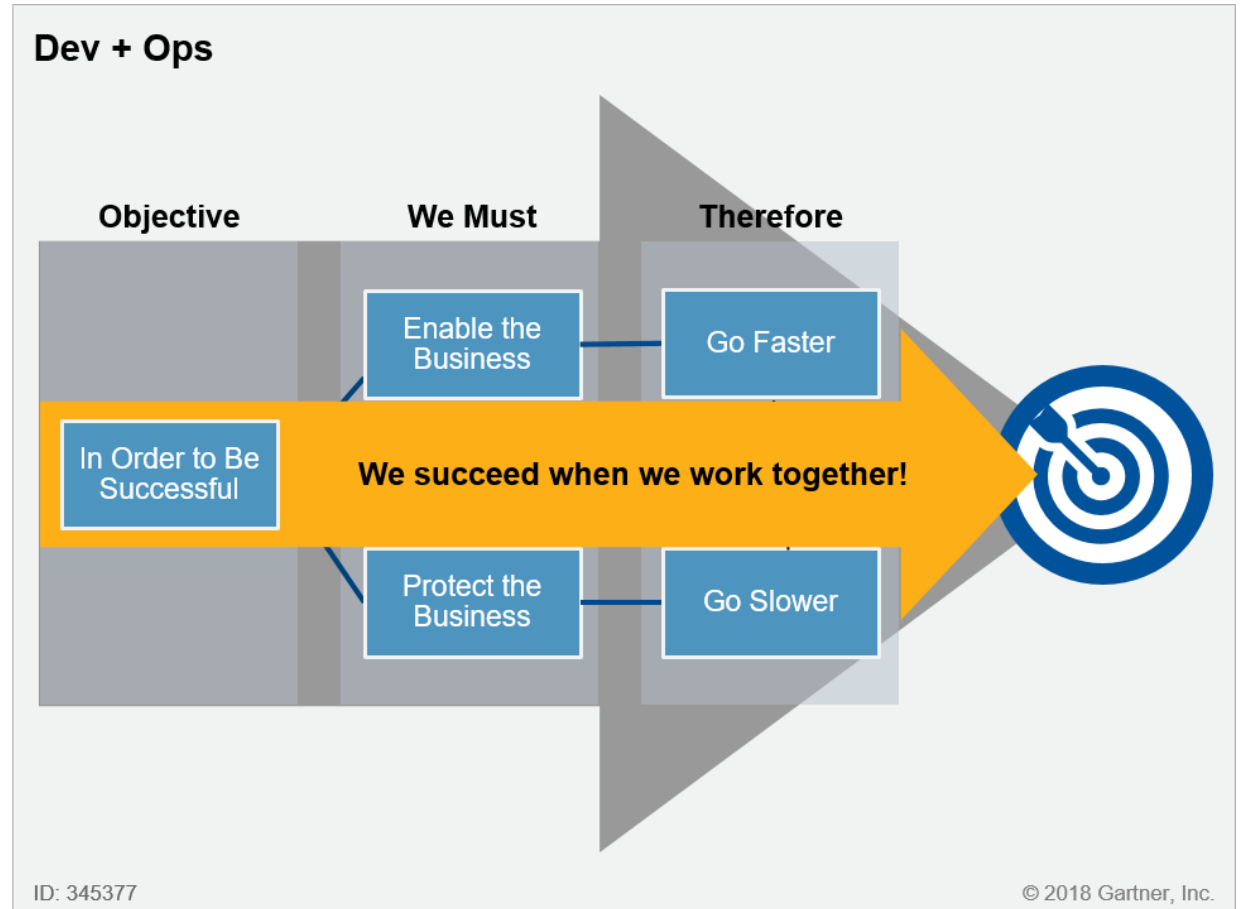 Dev + Ops
Objective
We Must
Therefore
Enable the
Business
Go Faster
In Order to Be
Successful
We succeed when we work together!
Protect the
Business
Go Slower
ID: 345377
© 2018 Gartner, Inc.